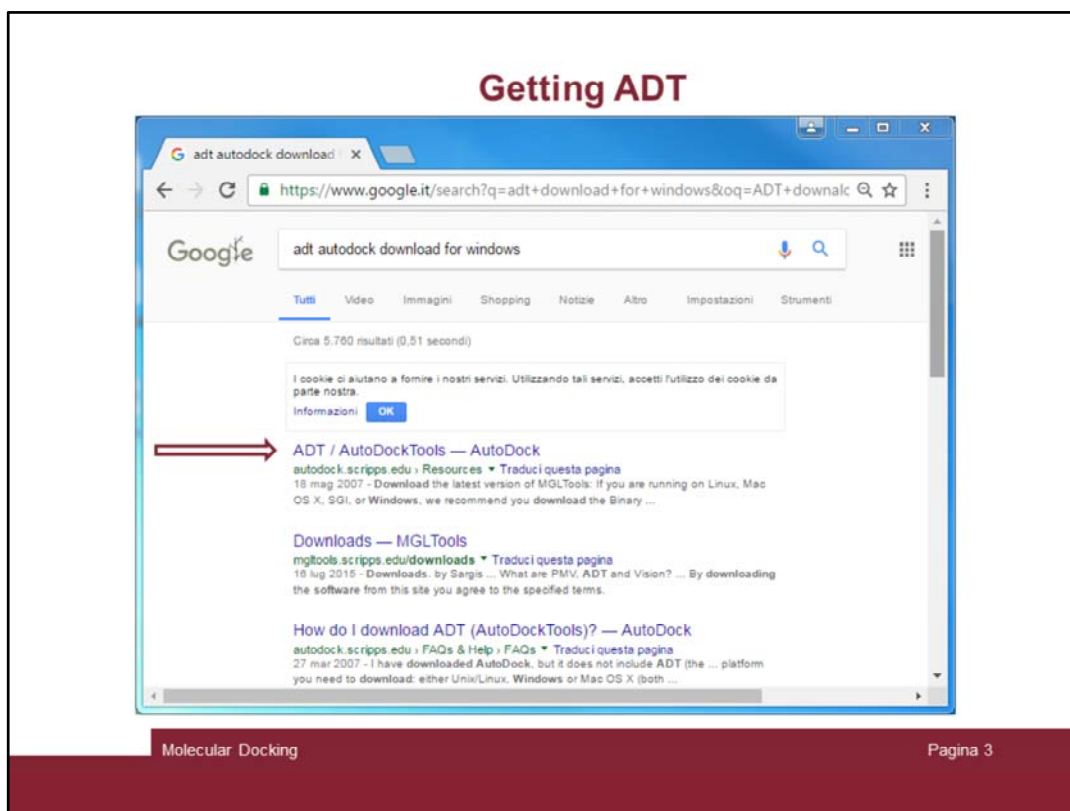 Getting ADT
adt autodock download
https://www.google.it/search?q=adt+download+for+windows&oq=ADT+downalc
Google
adt autodock download for windows
Tutti Video Immagini Shopping Notizie Altro Impostazioni Strumenti
Circa 5.760 risultati (0,51 secondi)
I cookie ci aiutano a fornire i nostri servizi. Utilizzando tali servizi, accetti l'utilizzo dei cookie da
parte nostra.
Informazioni OK
ADT / AutoDockTools — AutoDock
autodock.scripps.edu › Resources ▼ Traduci questa pagina
18 mag 2007 - Download the latest version of MGLTools: If you are running on Linux, Mac
OS X, SGI, or Windows, we recommend you download the Binary ...
Downloads — MGLTools
mgltools.scripps.edu/downloads ▼ Traduci questa pagina
16 lug 2015 - Downloads. by Sargis ... What are PMV, ADT and Vision? ... By downloading
the software from this site you agree to the specified terms.
How do I download ADT (AutoDockTools)? — AutoDock
autodock.scripps.edu › FAQs & Help › FAQs ▼ Traduci questa pagina
27 mar 2007 - I have downloaded AutoDock, but it does not include ADT (the ... platform
you need to download: either Unix/Linux, Windows or Mac OS X (both ...
Molecular Docking
Pagina 3